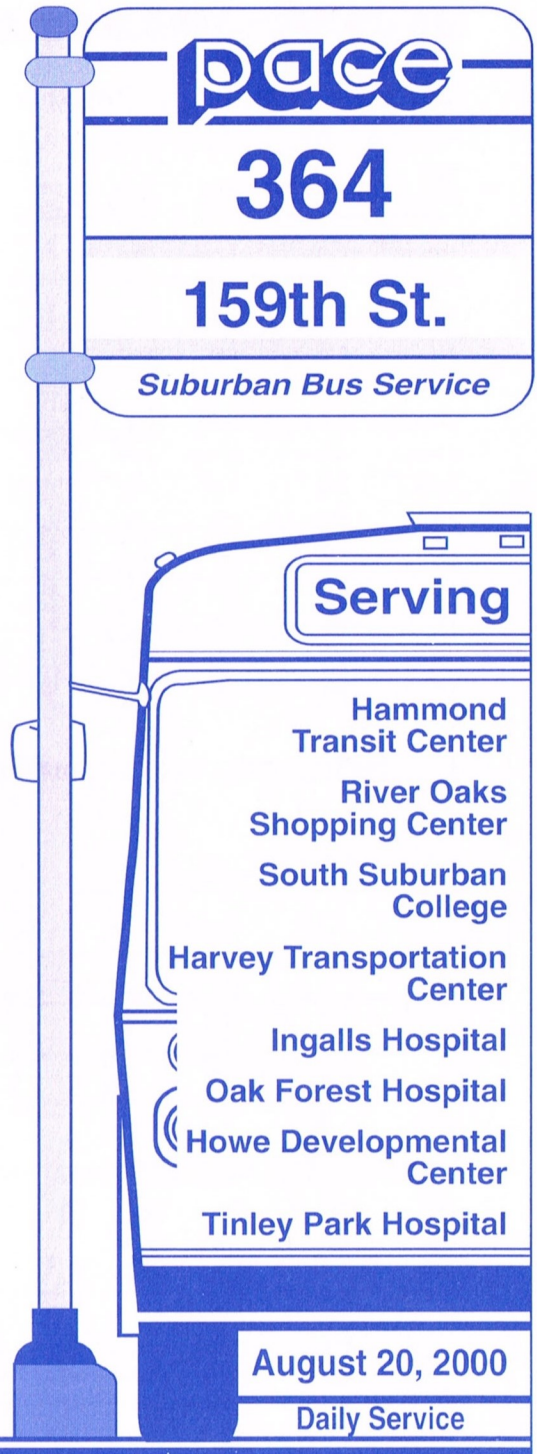 pace
364
159th St.
Suburban Bus Service
Serving
Hammond
Transit Center
River Oaks
Shopping Center
South Suburban
College
Harvey Transportation
Center
Ingalls Hospital
Oak Forest Hospital
Howe Developmental
Center
Tinley Park Hospital
August 20, 2000
Daily Service